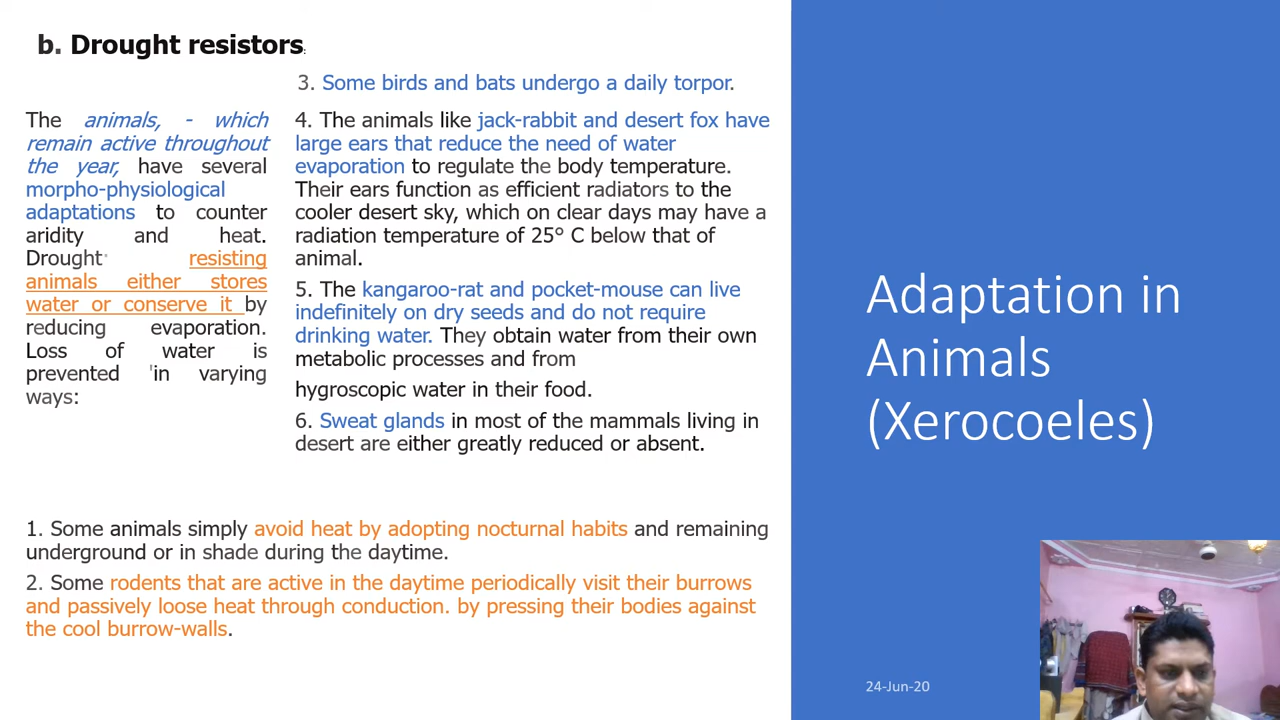 b. Drought resistors.
The animals, - which
remain active throughout
the year, have several
morpho-physiological
adaptations to counter
aridity and heat.
Drought resisting
animals either stores
water or conserve it by
reducing evaporation.
Loss of water is
prevented 'in varying
ways:
1. Some animals simply avoid heat by adopting nocturnal habits and remaining
underground or in shade during the daytime.
2. Some rodents that are active in the daytime periodically visit their burrows
and passively loose heat through conduction. by pressing their bodies against
the cool burrow-walls.
3. Some birds and bats undergo a daily torpor.
4. The animals like jack-rabbit and desert fox have
large ears that reduce the need of water
evaporation to regulate the body temperature.
Their ears function as efficient radiators to the
cooler desert sky, which on clear days may have a
radiation temperature of 25° C below that of
animal.
5. The kangaroo-rat and pocket-mouse can live
indefinitely on dry seeds and do not require
drinking water. They obtain water from their own
metabolic processes and from
hygroscopic water in their food.
6. Sweat glands in most of the mammals living in
desert are either greatly reduced or absent.
Adaptation in
Animals
(Xerocoeles)
24-Jun-20